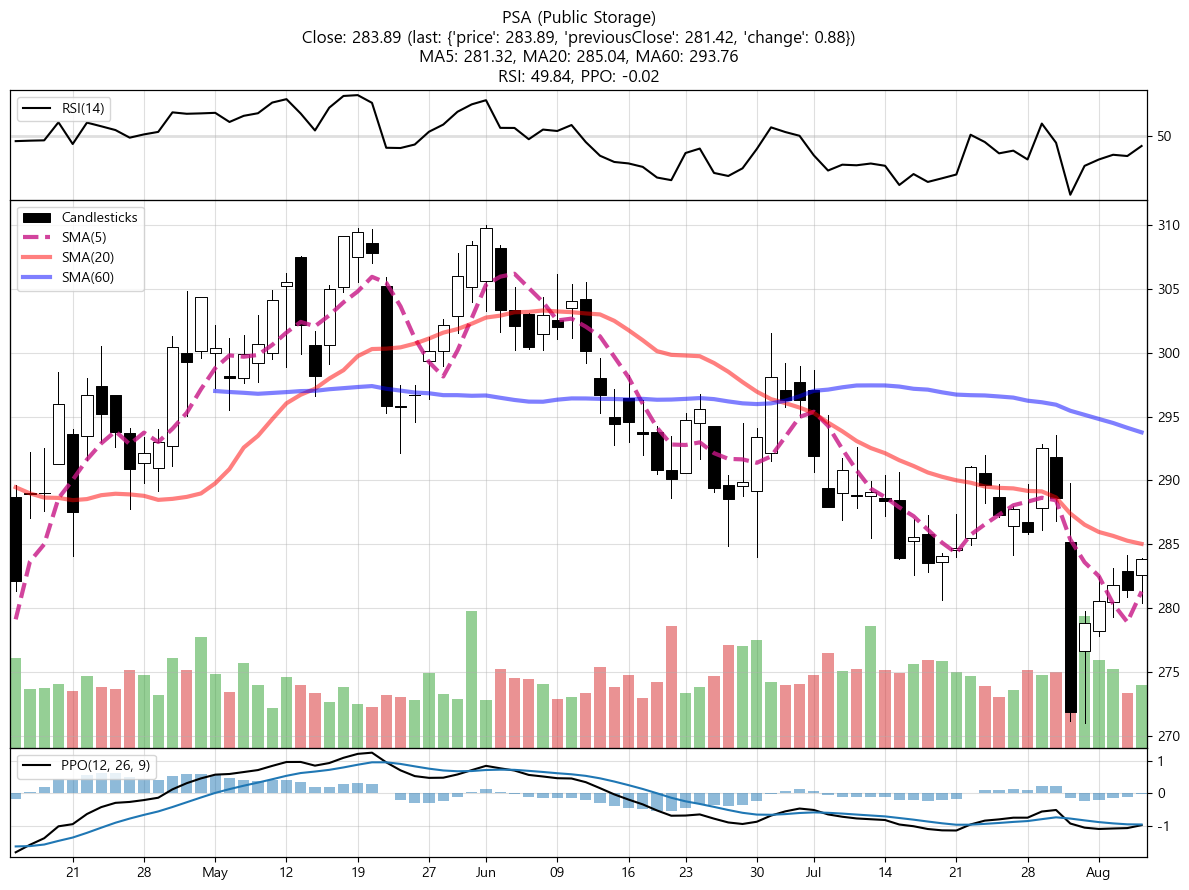 PSA (Public Storage)
Close: 283.89 (last: {'price': 283.89, 'previousClose': 281.42, 'change': 0.88})
MA5: 281.32, MA20: 285.04, MA60: 293.76
RSI: 49.84, PPO: -0.02
RSI(14)
50
Candlesticks
SMA(5)
SMA(20)
SMA(60)
310
305
300
295
290
285
280
275
270
PPO(12, 26, 9)
1
0
-1
21 28 May 12 19 27 Jun 09 16 23 30 Jul 14 21 28 Aug